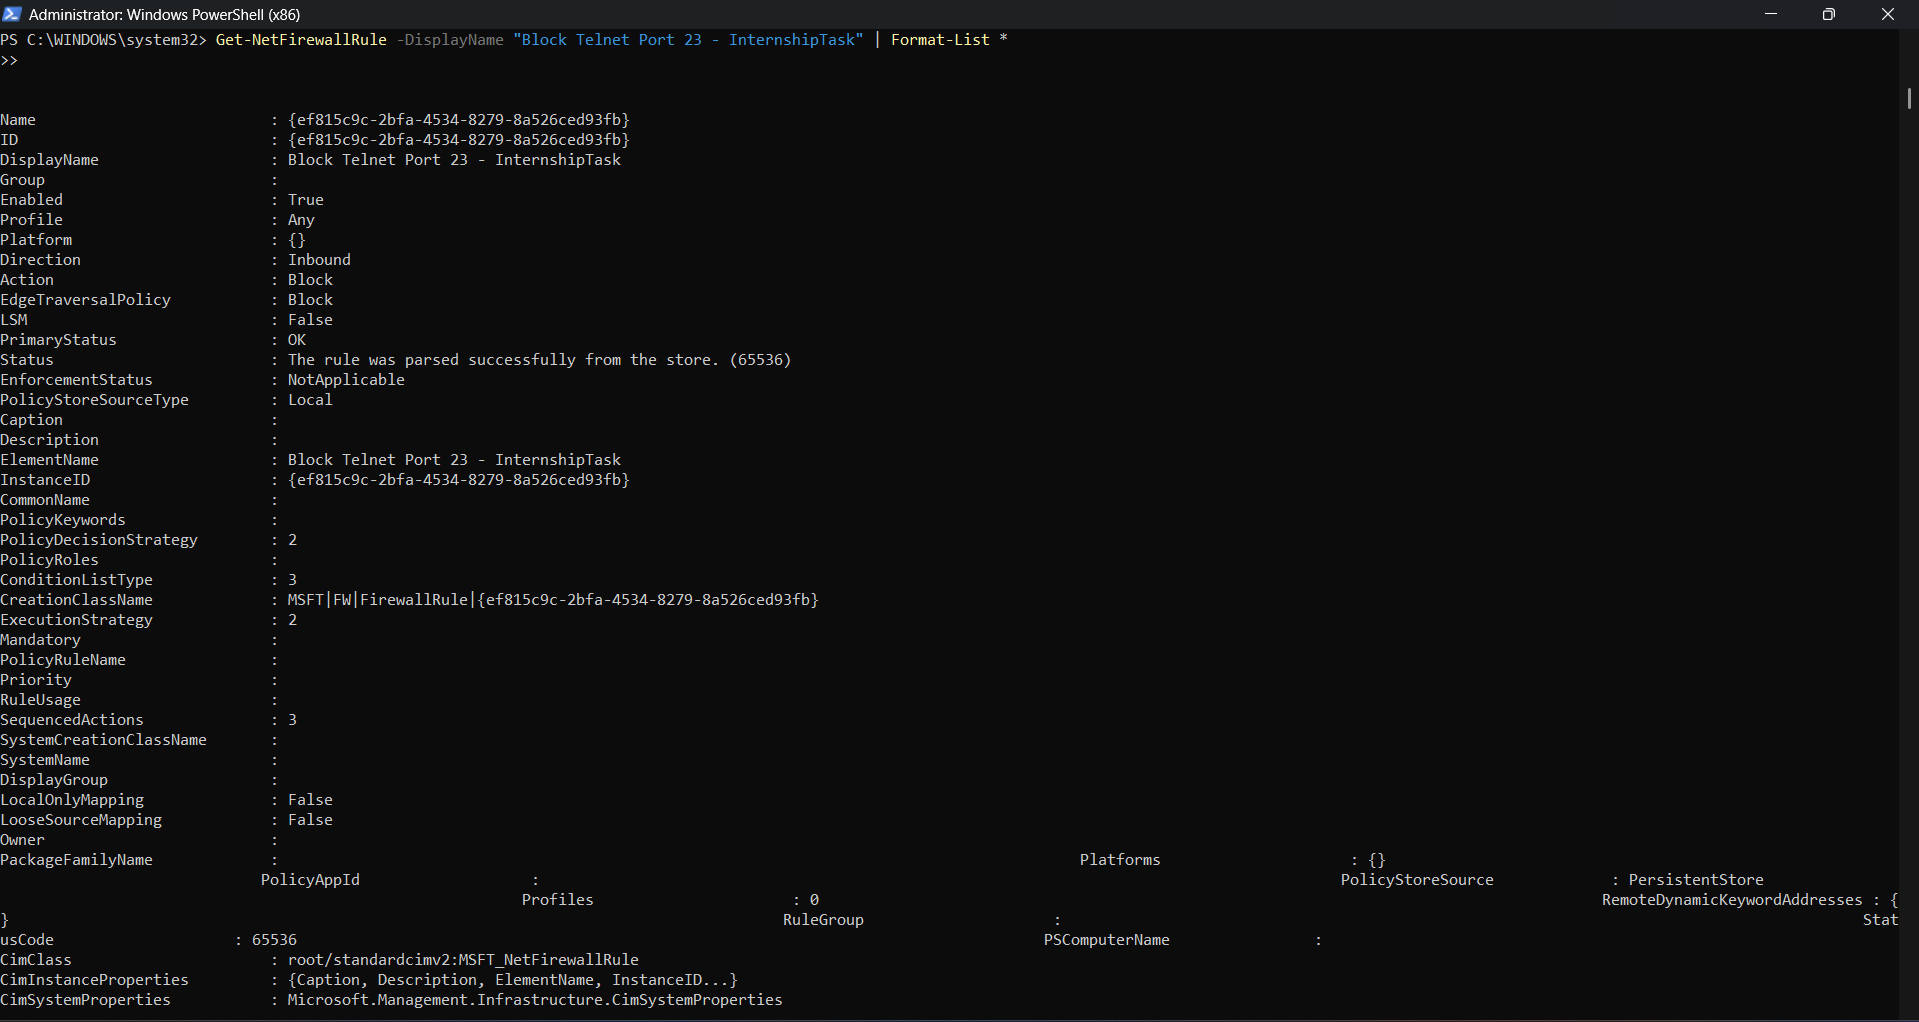 Administrator: Windows PowerShell (x86)
PS C:\WINDOWS\system32> Get-NetFirewallRule -DisplayName "Block Telnet Port 23 - InternshipTask" | Format-List *
>>
Name : {ef815c9c-2bfa-4534-8279-8a526ced93fb}
ID : {ef815c9c-2bfa-4534-8279-8a526ced93fb}
DisplayName : Block Telnet Port 23 - InternshipTask
Group :
Enabled : True
Profile : Any
Platform : {}
Direction : Inbound
Action : Block
EdgeTraversalPolicy : Block
LSM : False
PrimaryStatus : OK
Status : The rule was parsed successfully from the store. (65536)
EnforcementStatus : NotApplicable
PolicyStoreSourceType : Local
Caption :
Description :
ElementName : Block Telnet Port 23 - InternshipTask
InstanceID : {ef815c9c-2bfa-4534-8279-8a526ced93fb}
CommonName :
PolicyKeywords :
PolicyDecisionStrategy : 2
PolicyRoles :
ConditionListType : 3
CreationClassName : MSFT|FW|FirewallRule|{ef815c9c-2bfa-4534-8279-8a526ced93fb}
ExecutionStrategy : 2
Mandatory :
PolicyRuleName :
Priority :
RuleUsage :
SequencedActions : 3
SystemCreationClassName :
SystemName :
DisplayGroup :
LocalOnlyMapping : False
LooseSourceMapping : False
Owner :
PackageFamilyName : Platforms : {}
PolicyAppId : PolicyStoreSource : PersistentStore
Profiles : 0 RemoteDynamicKeywordAddresses : {
} RuleGroup : Stat
usCode : 65536 PSComputerName :
CimClass : root/standardcimv2:MSFT_NetFirewallRule
CimInstanceProperties : {Caption, Description, ElementName, InstanceID...}
CimSystemProperties : Microsoft.Management.Infrastructure.CimSystemProperties